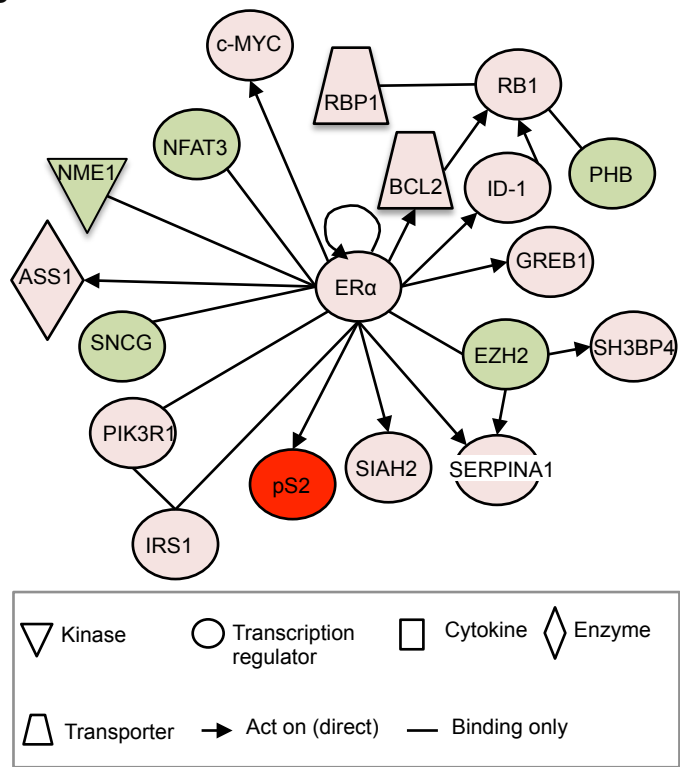 c-MYC
RBP1
RB1
NFAT3
NME1
BCL2
ID-1
PHB
ASS1
ERα
GREB1
SNCG
EZH2
SH3BP4
PIK3R1
pS2
SIAH2
SERPINA1
IRS1
Kinase
Transcription
regulator
Cytokine
Enzyme
Transporter
Act on (direct)
Binding only